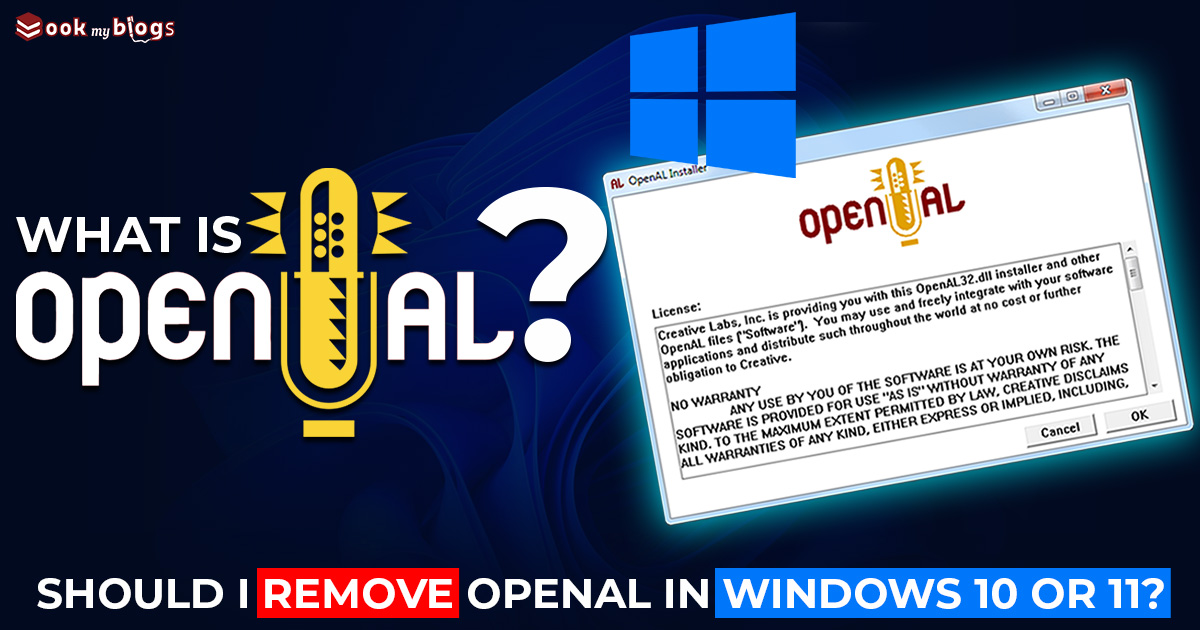 Book my blogs
WHAT IS
OPENAL?
AL OpenAL Installer
OPENAL
License:
Creative Labs, Inc. is providing you with this OpenAL32.dll installer and other
OpenAL files ("Software"). You may use and freely integrate with your software
applications and distribute such throughout the world at no cost or further
obligation to Creative.
NO WARRANTY
ANY USE BY YOU OF THE SOFTWARE IS AT YOUR OWN RISK. THE
SOFTWARE IS PROVIDED FOR USE "AS IS" WITHOUT WARRANTY OF ANY
KIND. TO THE MAXIMUM EXTENT PERMITTED BY LAW, CREATIVE DISCLAIMS
ALL WARRANTIES OF ANY KIND, EITHER EXPRESS OR IMPLIED, INCLUDING,
Cancel
OK
SHOULD I REMOVE OPENAL IN WINDOWS 10 OR 11?